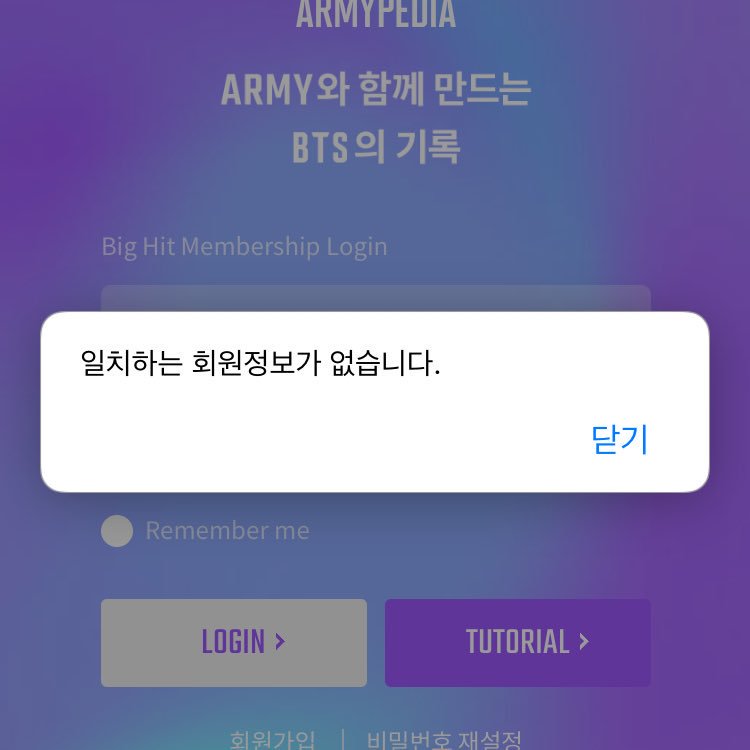 ARMYPEDIA
ARMY와 함께 만드는
BTS의 기록
Big Hit Membership Login
일치하는 회원정보가 없습니다.
닫기
Remember me
LOGIN >
TUTORIAL >
회원가입 | 비밀번호 재설정